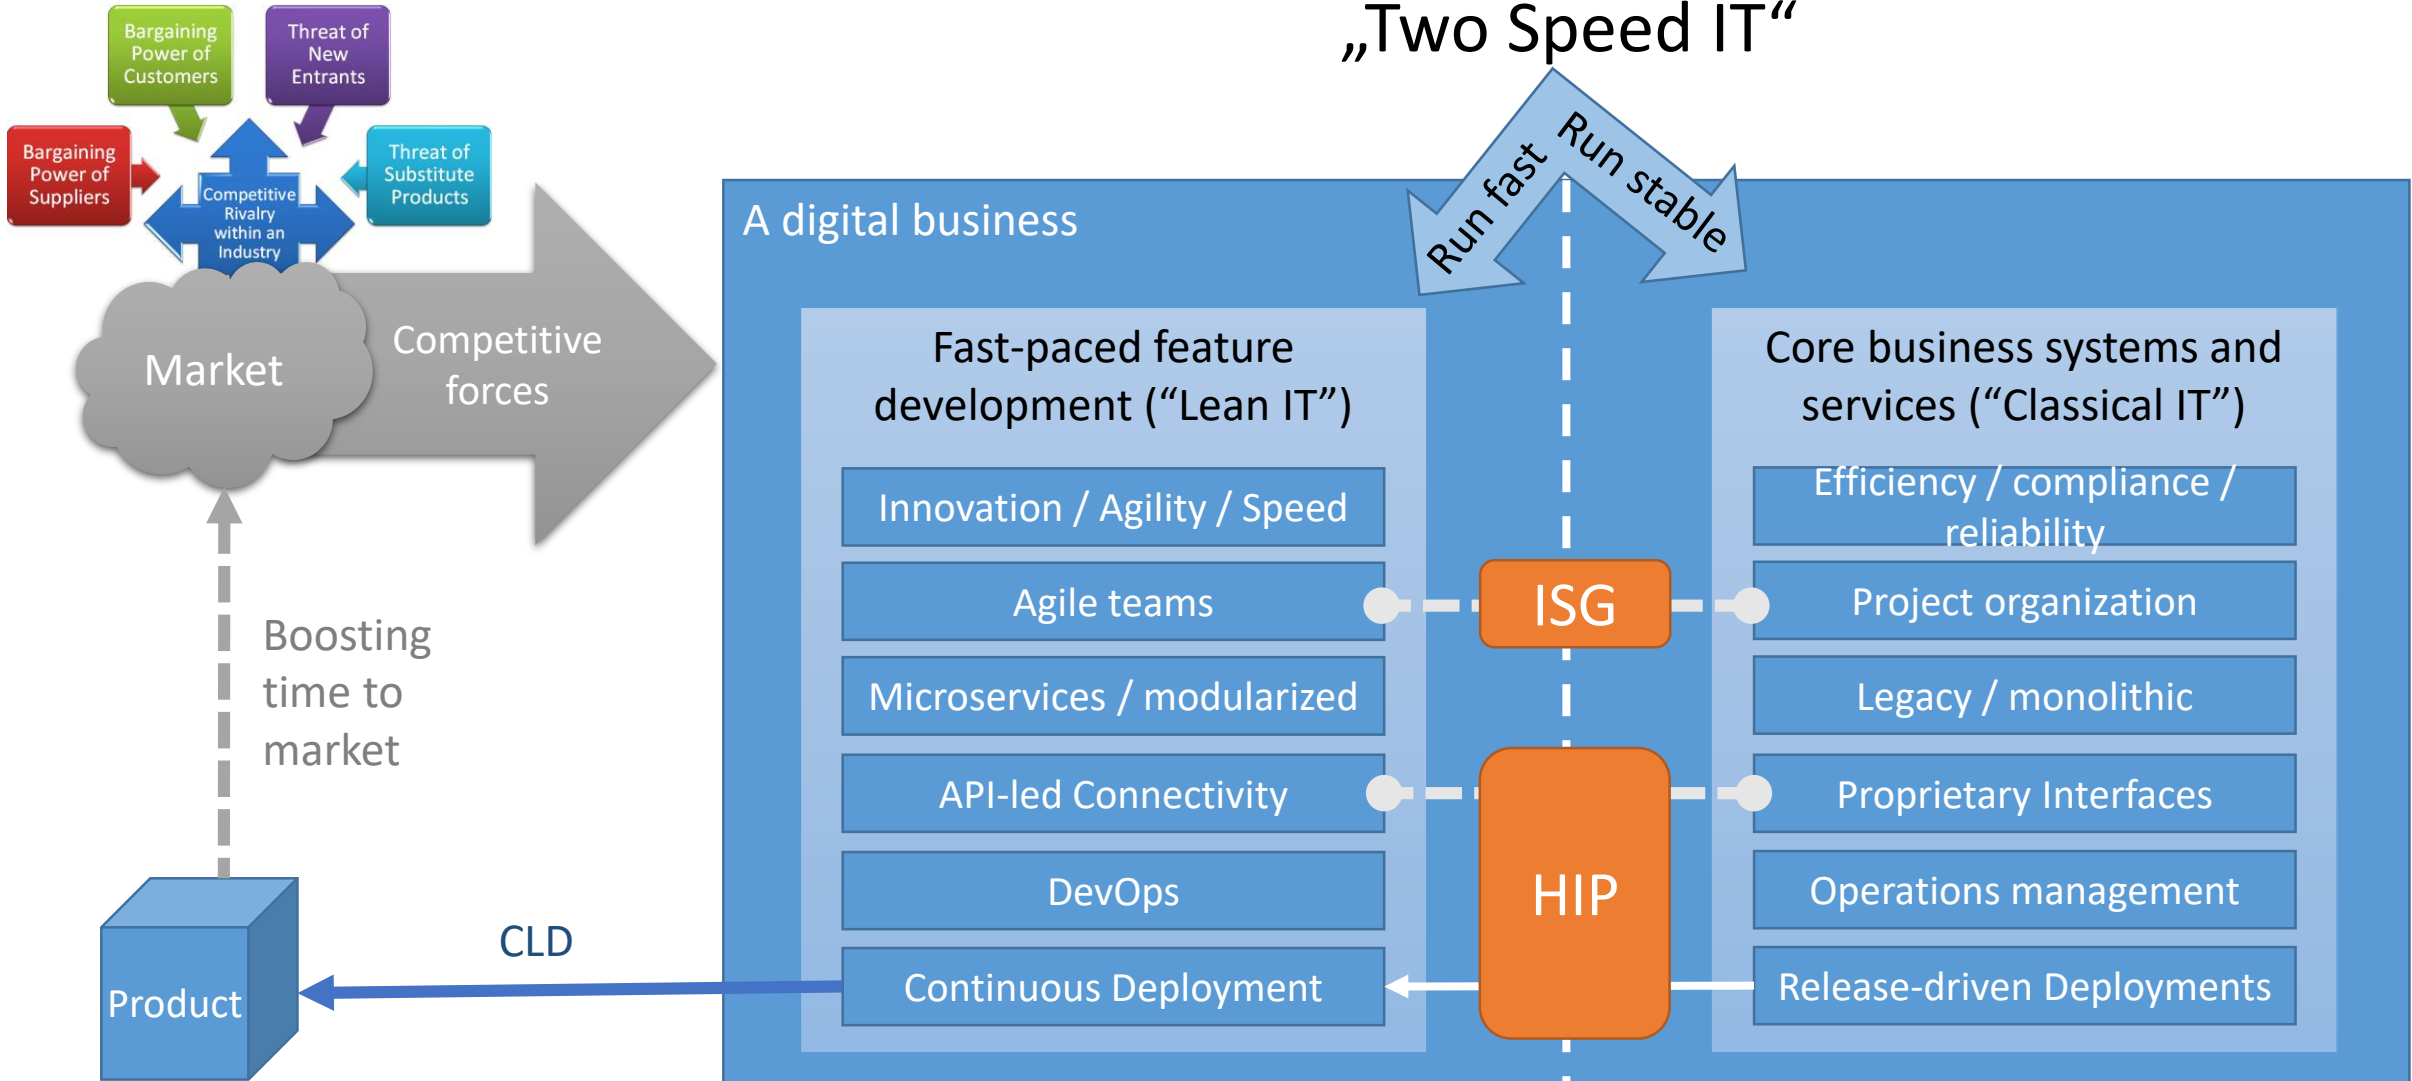 „Two Speed IT“
Bargaining
Power of
Customers
Threat of
New
Entrants
Bargaining
Power of
Suppliers
Threat of
Substitute
Products
Competitive
Rivalry
within an
Industry
Market
Competitive
forces
Boosting
time to
market
Product
CLD
Run fast
Run stable
A digital business
Fast-paced feature
development (“Lean IT”)
Innovation / Agility / Speed
Agile teams
Microservices / modularized
API-led Connectivity
DevOps
Continuous Deployment
ISG
HIP
Core business systems and
services (“Classical IT”)
Efficiency / compliance /
reliability
Project organization
Legacy / monolithic
Proprietary Interfaces
Operations management
Release-driven Deployments